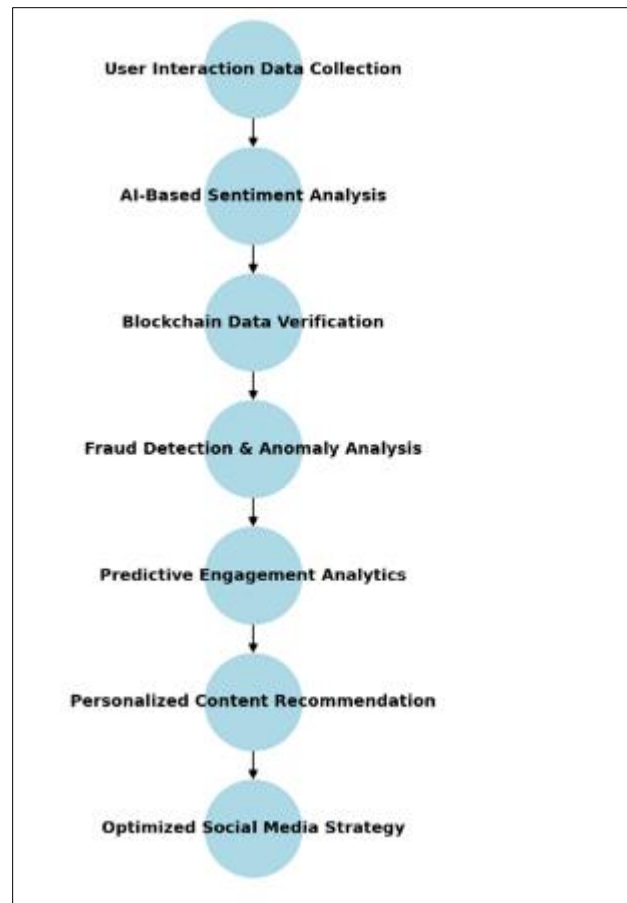 User Interaction Data Collection
AI-Based Sentiment Analysis
Blockchain Data Verification
Fraud Detection & Anomaly Analysis
Predictive Engagement Analytics
Personalized Content Recommendation
Optimized Social Media Strategy